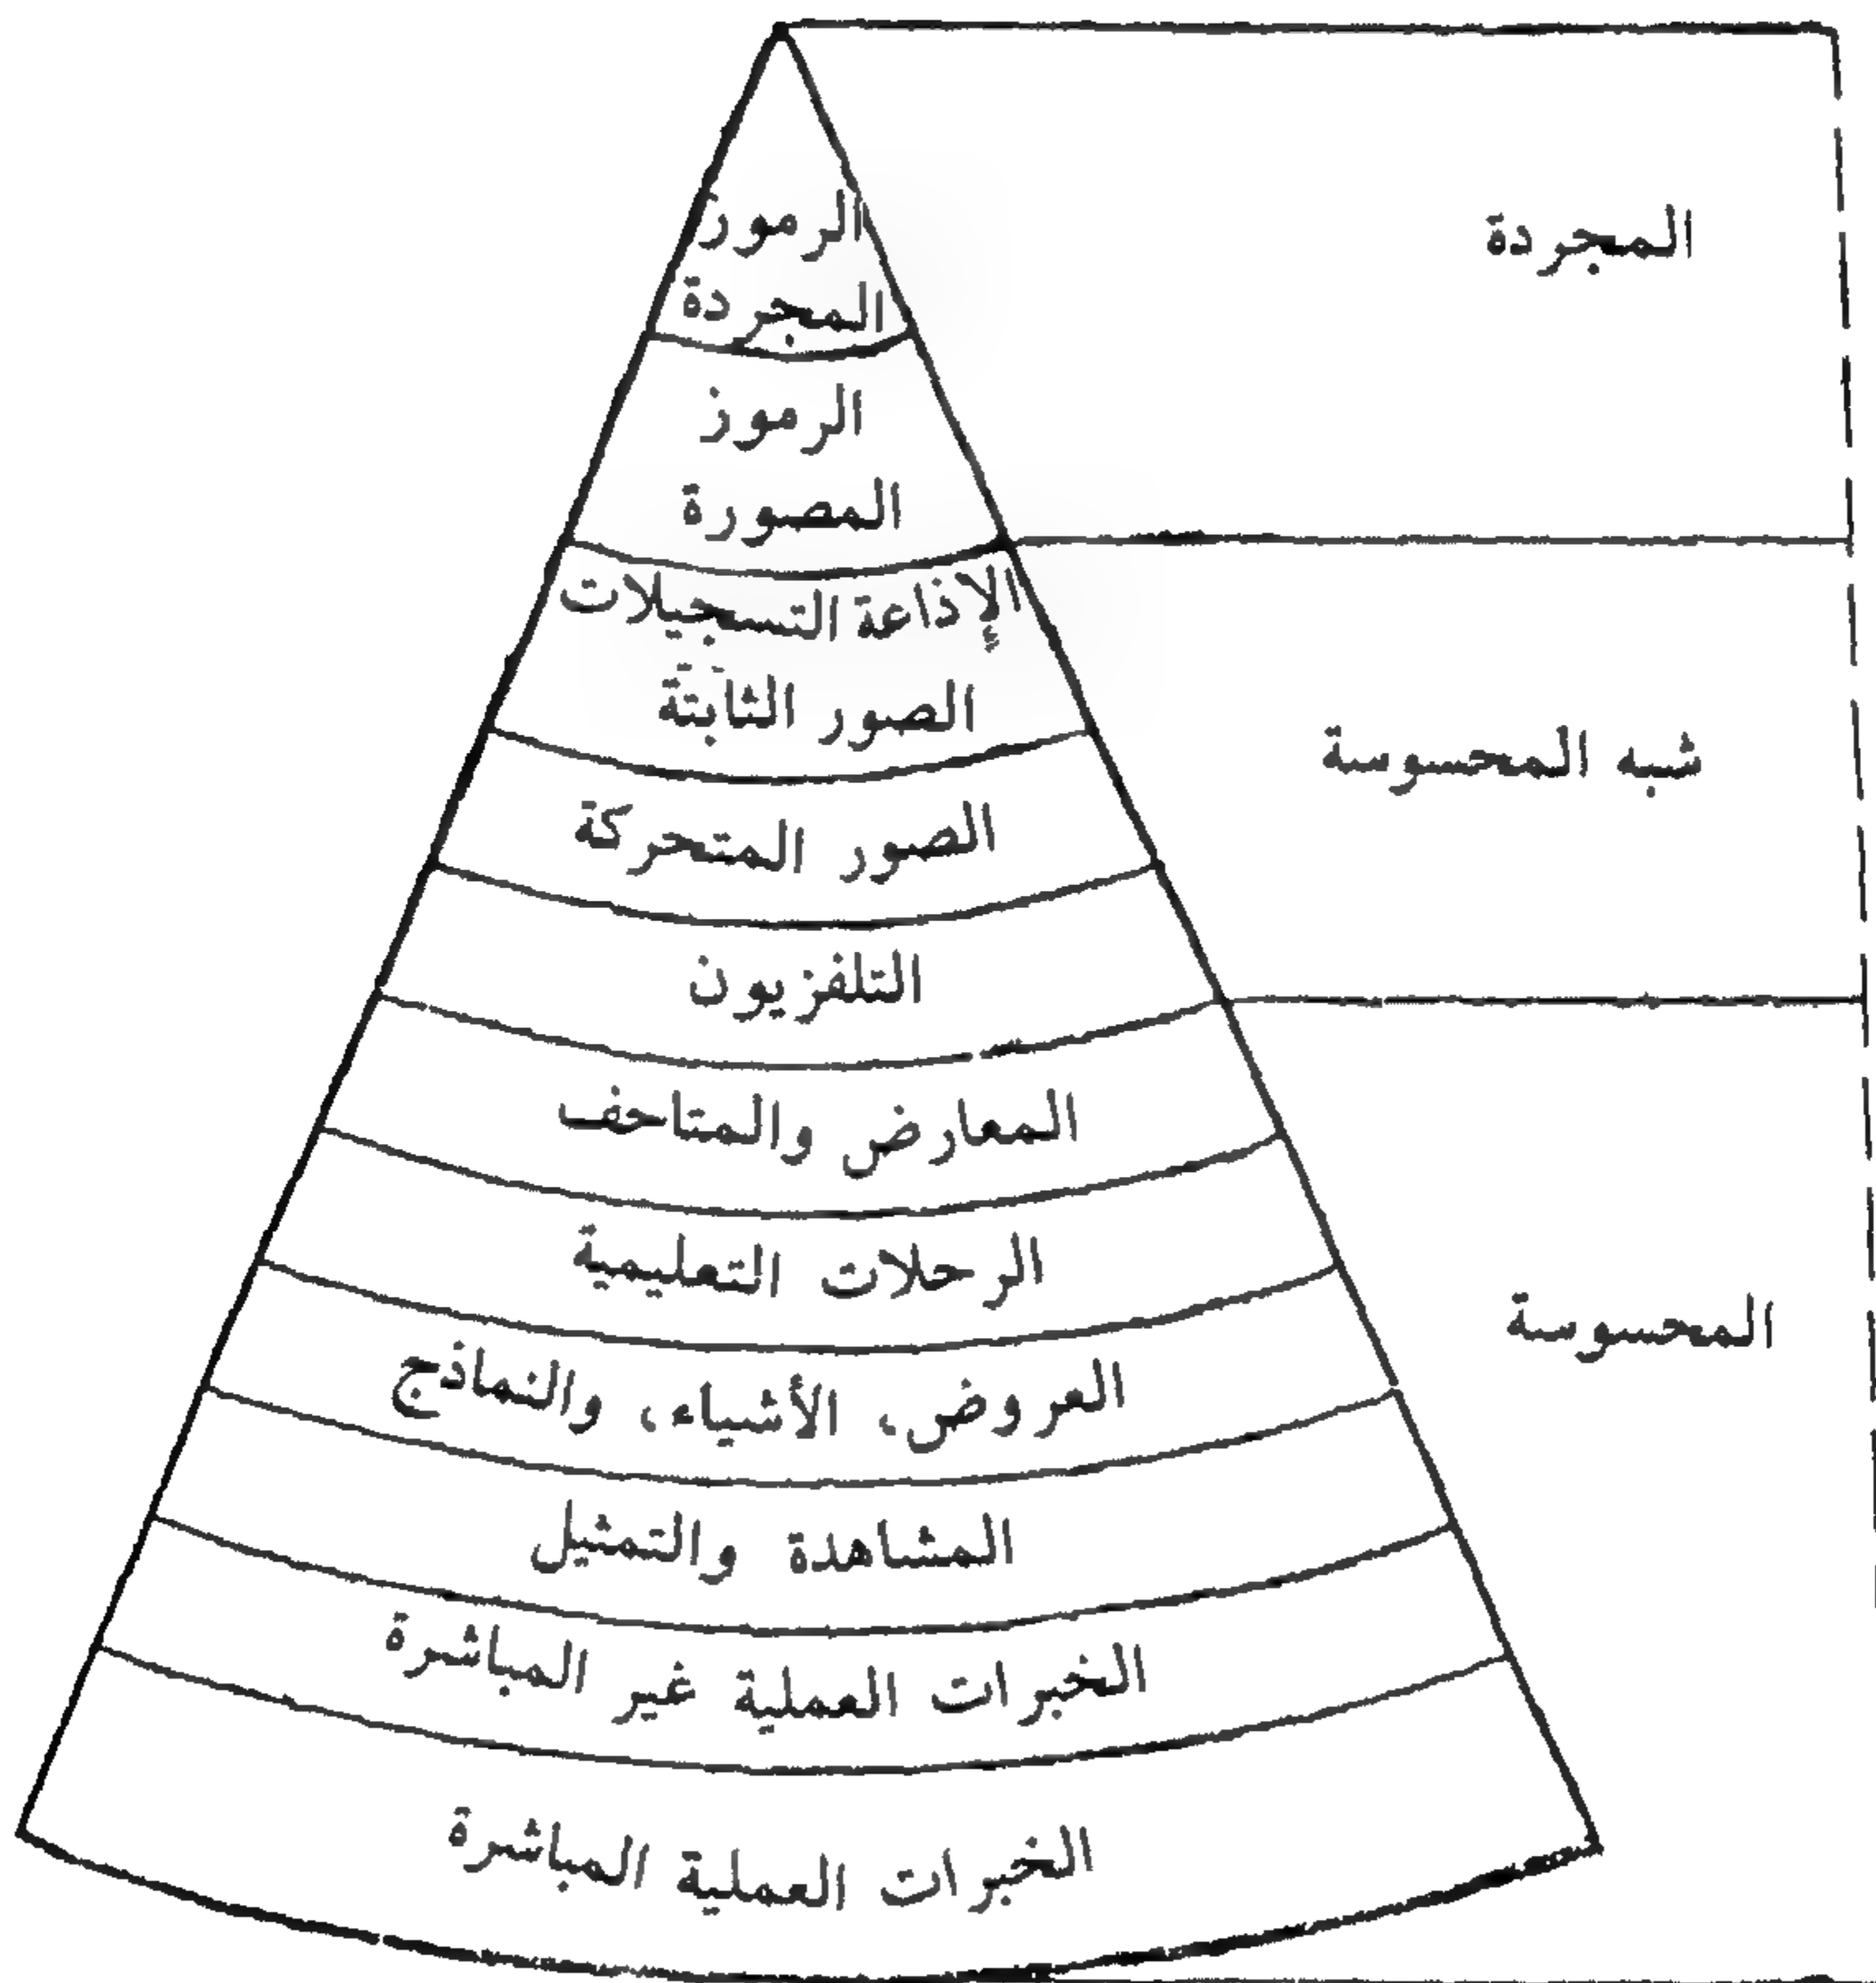 الرموز
المجردة
الرموز
المصورة
الإذاعة التسجيلات
الصور الثابتة
الصور المتحركة
التلفزيون
المعارض والمتاحف
الرحلات التعليمية
العروض، الأشياء، والنماذج
المشاهدة والتمثيل
الخبرات العملية غير المباشرة
الخبرات العملية المباشرة
المجردة
شبه المحسوسة
المحسوسة